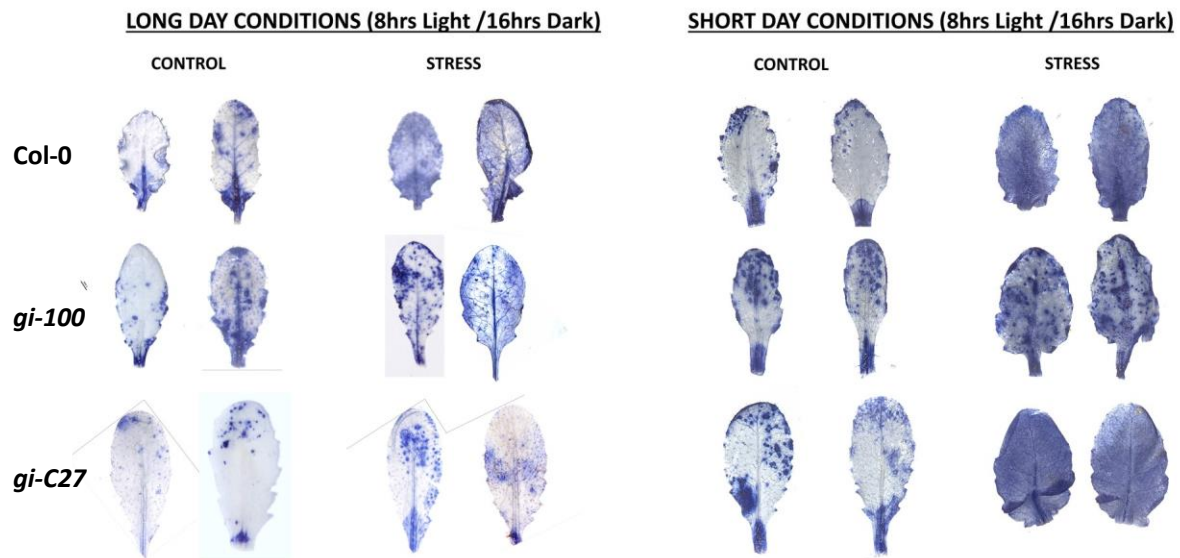 LONG DAY CONDITIONS (8hrs Light /16hrs Dark)
SHORT DAY CONDITIONS (8hrs Light /16hrs Dark)
CONTROL
STRESS
CONTROL
STRESS
Col-0
gi-100
gi-C27